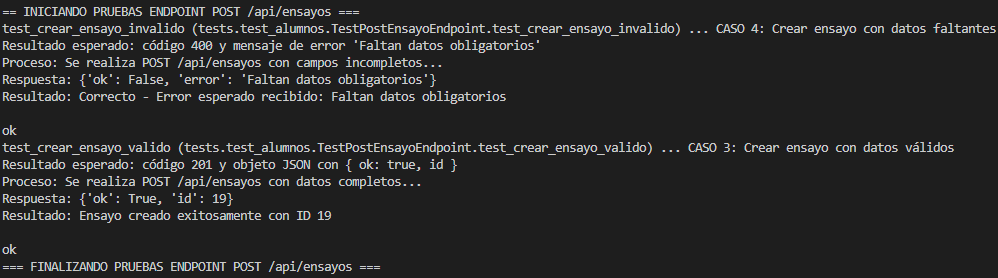 == INICIANDO PRUEBAS ENDPOINT POST /api/ensayos ===
test_crear_ensayo_invalido (tests.test_alumnos.TestPostEnsayoEndpoint.test_crear_ensayo_invalido) ... CASO 4: Crear ensayo con datos faltantes
Resultado esperado: código 400 y mensaje de error 'Faltan datos obligatorios'
Proceso: Se realiza POST /api/ensayos con campos incompletos...
Respuesta: {'ok': False, 'error': 'Faltan datos obligatorios'}
Resultado: Correcto - Error esperado recibido: Faltan datos obligatorios

ok
test_crear_ensayo_valido (tests.test_alumnos.TestPostEnsayoEndpoint.test_crear_ensayo_valido) ... CASO 3: Crear ensayo con datos válidos
Resultado esperado: código 201 y objeto JSON con { ok: true, id }
Proceso: Se realiza POST /api/ensayos con datos completos...
Respuesta: {'ok': True, 'id': 19}
Resultado: Ensayo creado exitosamente con ID 19

ok
=== FINALIZANDO PRUEBAS ENDPOINT POST /api/ensayos ===